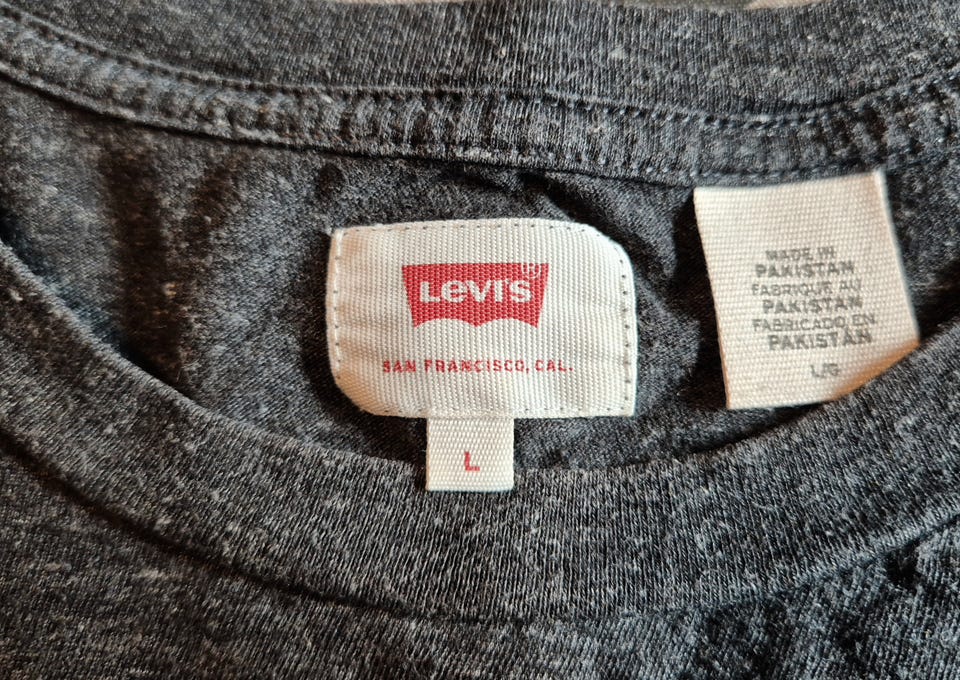 LEVI'S®
SAN FRANCISCO, CAL.
L
MADE IN
PAKISTAN
FABRIQUE AU
PAKISTAN
FABRICADO EN
PAKISTAN
L/G